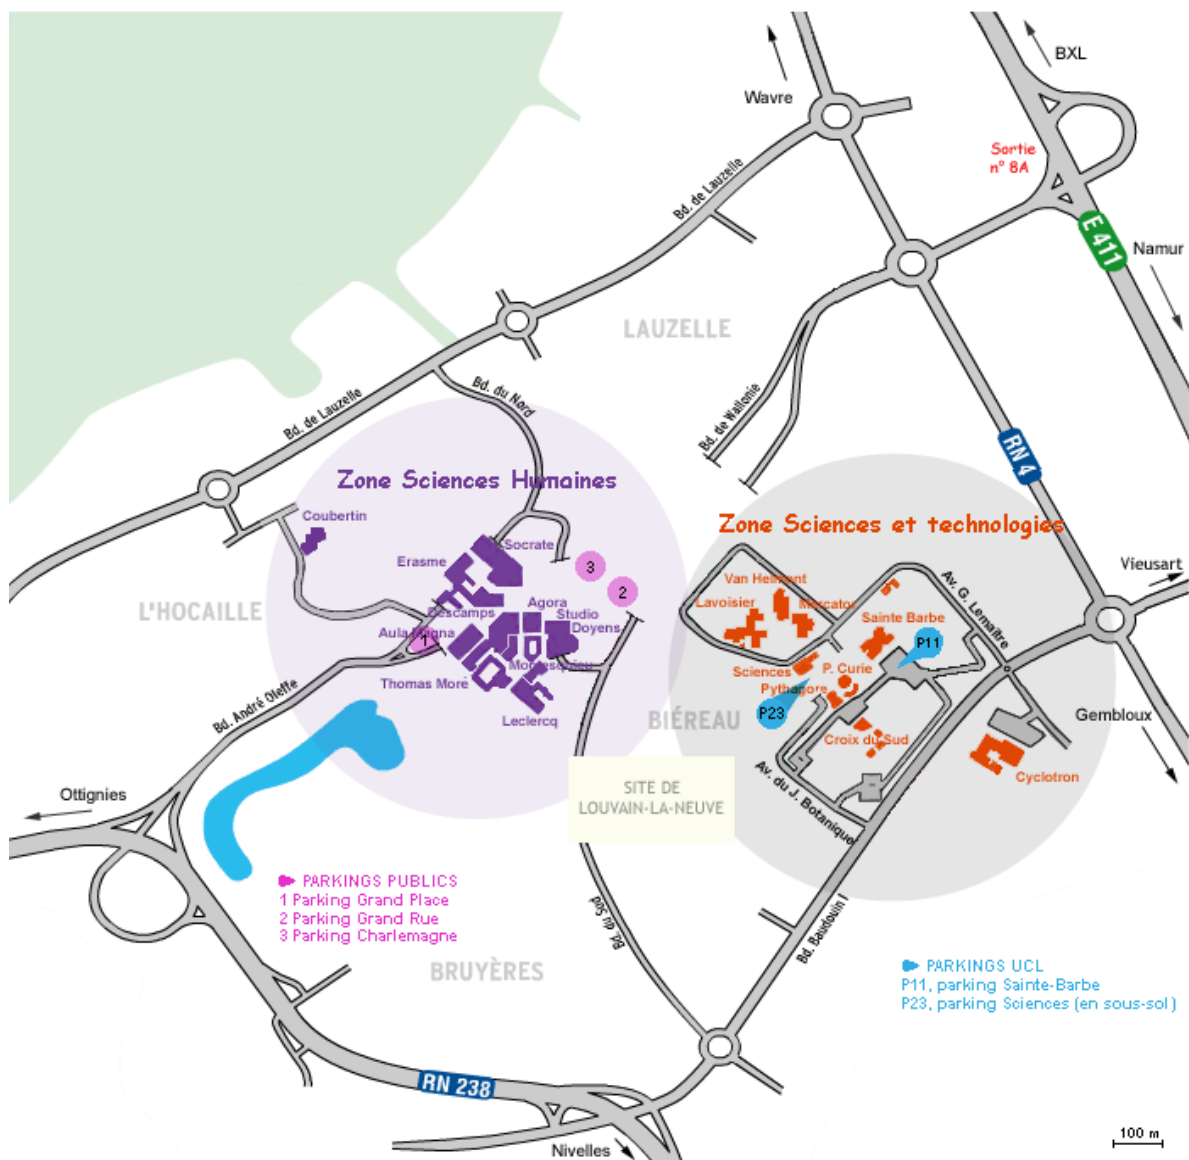 BXL
Wavre
Sortie
n° 8A
Bd. de Lauzelle
E 411
Namur
LAUZELLE
Bd. du Nord
Bd. de Lauzelle
Bd. de Wallonie
RN 4
Zone Sciences Humaines
Zone Sciences et technologies
Coubertin
Socrate
Erasme
3
2
Vieusart
Van Helmont
Av. G. Lemaître
L'HOCAILLE
Descamps
Agora
Studio
Lavoisier
Mercator
Sainte Barbe
Doyens
Aula Magna
1
P11
Montesquieu
Sciences
P. Curie
Thomas Moré
Pythagore
Bd. André Oleffe
Leclercq
BIÉREAU
P23
Gembloux
Croix du Sud
Cyclotron
Av. du J. Botanique
SITE DE
LOUVAIN-LA-NEUVE
Ottignies
PARKINGS PUBLICS
1 Parking Grand Place
2 Parking Grand Rue
3 Parking Charlemagne
Bd. du Sud
Bd. Baudouin I
BRUYÈRES
PARKINGS UCL
P11, parking Sainte-Barbe
P23, parking Sciences (en sous-sol)
RN 238
Nivelles
100 m